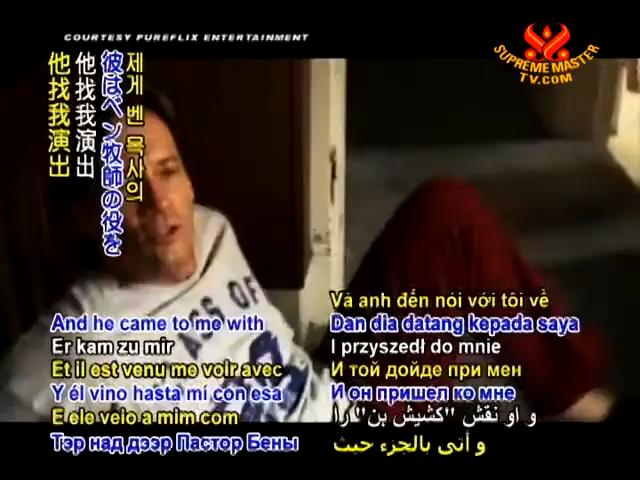 COURTESY PUREFLIX ENTERTAINMENT
SUPREME MASTER
TV.COM
他找我演出
他找我演出
彼はベン牧師の役を
제게 벤 목사의
CLASS OF
And he came to me with
Er kam zu mir
Et il est venu me voir avec
Y él vino hasta mí con esa
E ele veio a mim com
Тэр над дээр Пастор Бены
Và anh đến nói với tôi về
Dan dia datang kepada saya
I przyszedł do mnie
И той дойде при мен
И он пришел ко мне
و او نقش "کشیش بن" را
و أتى بالجزء حيث